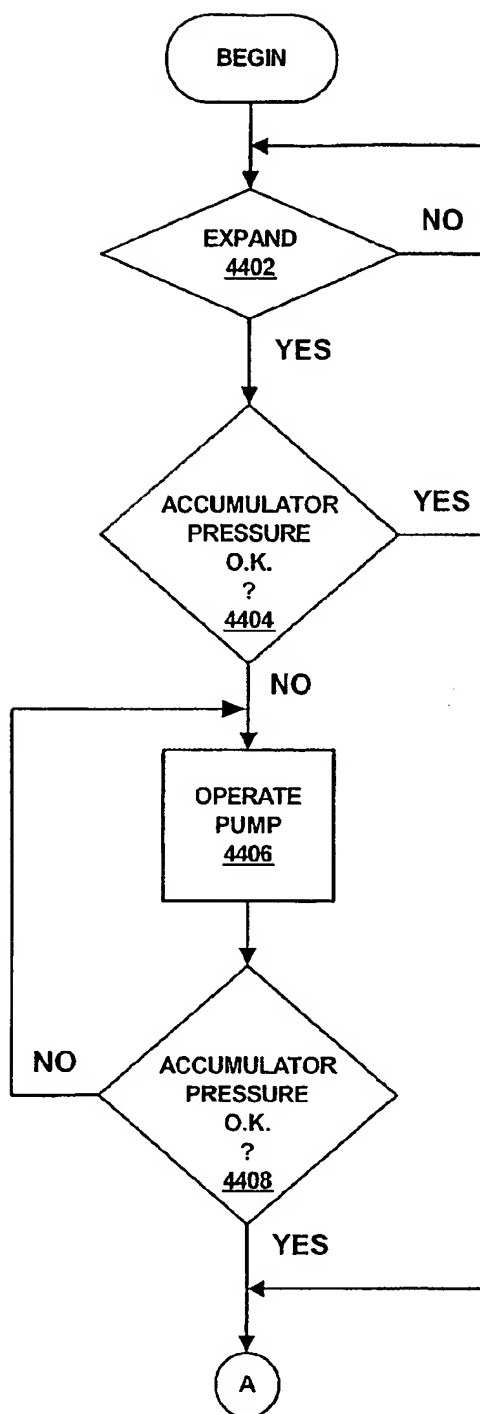 BEGIN
EXPAND
4402
NO
YES
ACCUMULATOR
PRESSURE
O.K.
?
4404
YES
NO
OPERATE
PUMP
4406
ACCUMULATOR
PRESSURE
O.K.
?
4408
NO
YES
A